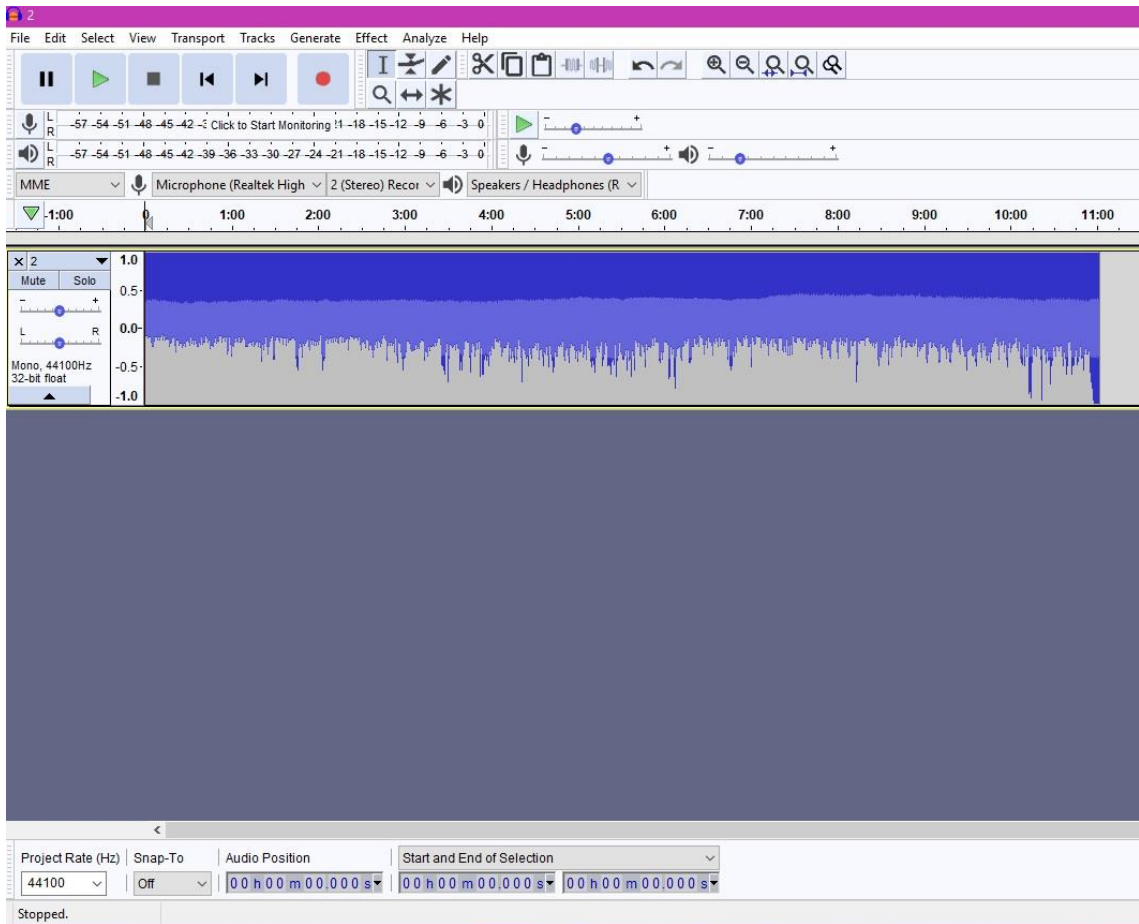 2
File Edit Select View Transport Tracks Generate Effect Analyze Help
L
R
-57 -54 -51 -48 -45 -42 -3 Click to Start Monitoring !1 -18 -15 -12 -9 -6 -3 0
- +
L
R
-57 -54 -51 -48 -45 -42 -39 -36 -33 -30 -27 -24 -21 -18 -15 -12 -9 -6 -3 0
- + - +
MME Microphone (Realtek High 2 (Stereo) Recor Speakers / Headphones (R
-1:00 0 1:00 2:00 3:00 4:00 5:00 6:00 7:00 8:00 9:00 10:00 11:00
2 1.0
Mute Solo
0.5
- +
L R 0.0
Mono, 44100Hz
32-bit float
-0.5
-1.0
Project Rate (Hz) Snap-To Audio Position Start and End of Selection
44100 Off 00 h 00 m 00.000 s 00 h 00 m 00.000 s 00 h 00 m 00.000 s
Stopped.